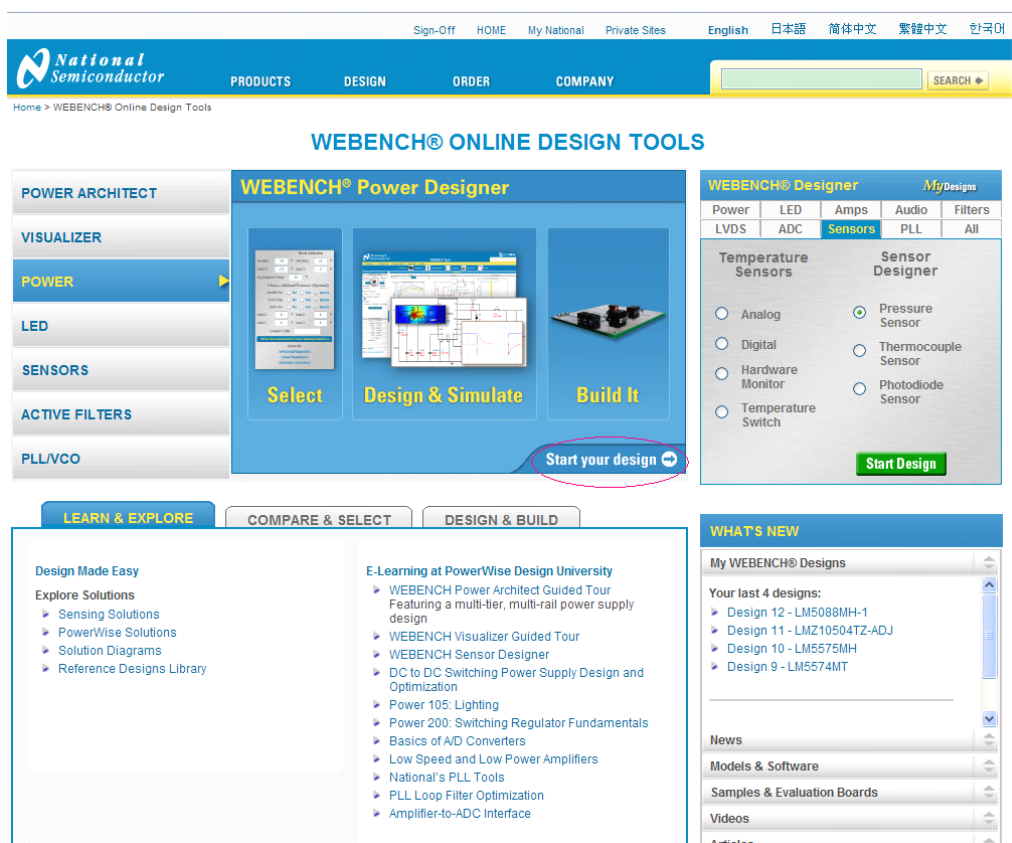 Sign-Off HOME My National Private Sites English 日本語 简体中文 繁體中文 한국어
National
Semiconductor
PRODUCTS DESIGN ORDER COMPANY
SEARCH
Home > WEBENCH® Online Design Tools
WEBENCH® ONLINE DESIGN TOOLS
POWER ARCHITECT
VISUALIZER
POWER
LED
SENSORS
ACTIVE FILTERS
PLL/VCO
WEBENCH® Power Designer
Select
Design & Simulate
Build It
Start your design
WEBENCH® Designer MyDesigns
Power LED Amps Audio Filters
LVDS ADC Sensors PLL All
Temperature
Sensors
Analog
Digital
Hardware
Monitor
Temperature
Switch
Sensor
Designer
Pressure
Sensor
Thermocouple
Sensor
Photodiode
Sensor
Start Design
LEARN & EXPLORE COMPARE & SELECT DESIGN & BUILD
Design Made Easy
Explore Solutions
Sensing Solutions
PowerWise Solutions
Solution Diagrams
Reference Designs Library
E-Learning at PowerWise Design University
WEBENCH Power Architect Guided Tour
Featuring a multi-tier, multi-rail power supply
design
WEBENCH Visualizer Guided Tour
WEBENCH Sensor Designer
DC to DC Switching Power Supply Design and
Optimization
Power 105: Lighting
Power 200: Switching Regulator Fundamentals
Basics of A/D Converters
Low Speed and Low Power Amplifiers
National's PLL Tools
PLL Loop Filter Optimization
Amplifier-to-ADC Interface
WHAT'S NEW
My WEBENCH® Designs
Your last 4 designs:
Design 12 - LM5088MH-1
Design 11 - LMZ10504TZ-ADJ
Design 10 - LM5575MH
Design 9 - LM5574MT
News
Models & Software
Samples & Evaluation Boards
Videos
Articles